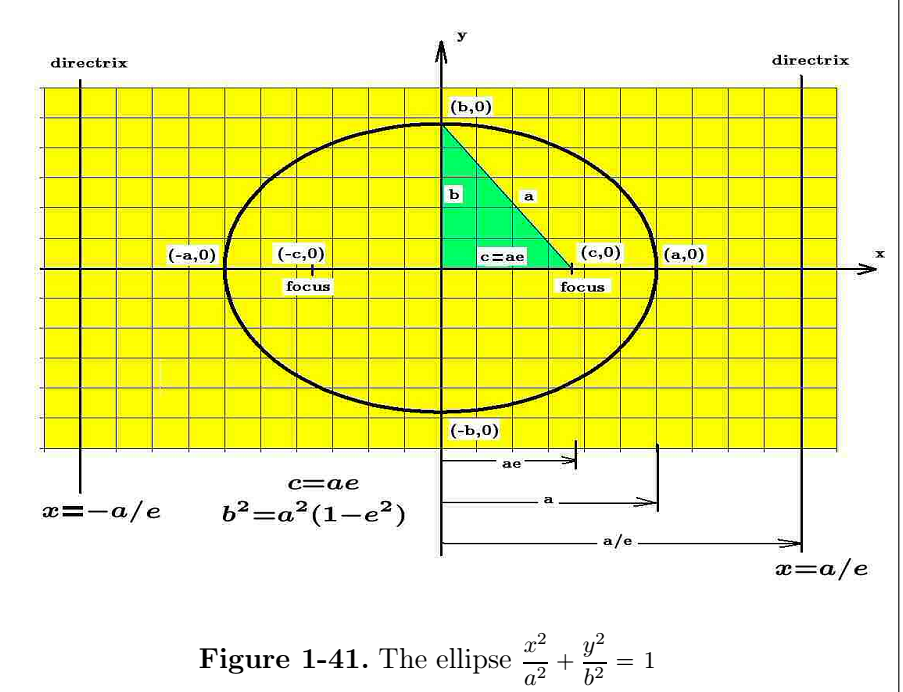 y
directrix
directrix
(b,0)
b
a
(-a,0)
(-c,0)
c=ae
(c,0)
(a,0)
x
focus
focus
(-b,0)
ae
c=ae
a
x=-a/e
b²=a²(1-e²)
a/e
x=a/e
Figure 1-41. The ellipse x²/a² + y²/b² = 1